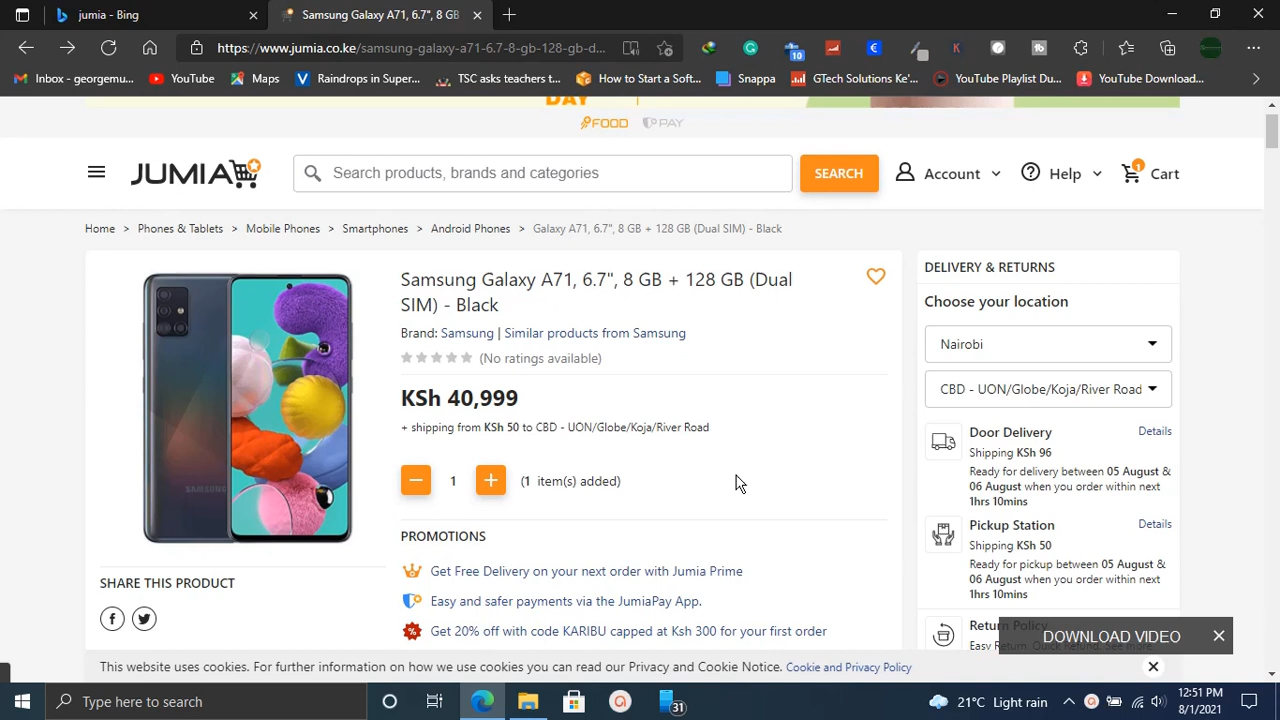 jumia - Bing
Samsung Galaxy A71, 6.7", 8 GB
https://www.jumia.co.ke/samsung-galaxy-a71-6.7-8-gb-128-gb-d...
10
Inbox - georgemu...
YouTube
Maps
Raindrops in Super...
TSC asks teachers t...
How to Start a Soft...
Snappa
GTech Solutions Ke'...
YouTube Playlist Du...
YouTube Download...
DAY
FOOD PAY
JUMIA
Search products, brands and categories
SEARCH
Account
Help
1
Cart
Home > Phones & Tablets > Mobile Phones > Smartphones > Android Phones > Galaxy A71, 6.7", 8 GB + 128 GB (Dual SIM) - Black
SAMSUNG
SHARE THIS PRODUCT
Samsung Galaxy A71, 6.7", 8 GB + 128 GB (Dual
SIM) - Black
Brand: Samsung | Similar products from Samsung
(No ratings available)
KSh 40,999
+ shipping from KSh 50 to CBD - UON/Globe/Koja/River Road
− 1 + (1 item(s) added)
PROMOTIONS
Get Free Delivery on your next order with Jumia Prime
Easy and safer payments via the JumiaPay App.
Get 20% off with code KARIBU capped at Ksh 300 for your first order
DELIVERY & RETURNS
Choose your location
Nairobi
CBD - UON/Globe/Koja/River Road
Door Delivery
Details
Shipping KSh 96
Ready for delivery between 05 August &
06 August when you order within next
1hrs 10mins
Pickup Station
Details
Shipping KSh 50
Ready for pickup between 05 August &
06 August when you order within next
1hrs 10mins
Return Policy
DOWNLOAD VIDEO
This website uses cookies. For further information on how we use cookies you can read our Privacy and Cookie Notice. Cookie and Privacy Policy
Type here to search
31
21°C Light rain
12:51 PM
8/1/2021